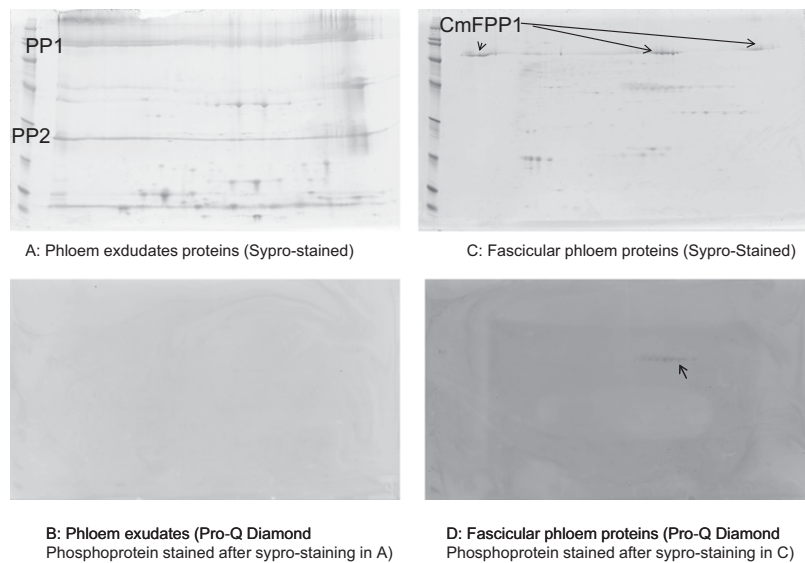 PP1
PP2
CmFPP1
A: Phloem exdudates proteins (Sypro-stained)
C: Fascicular phloem proteins (Sypro-Stained)
B: Phloem exudates (Pro-Q Diamond
Phosphoprotein stained after sypro-staining in A)
D: Fascicular phloem proteins (Pro-Q Diamond
Phosphoprotein stained after sypro-staining in C)